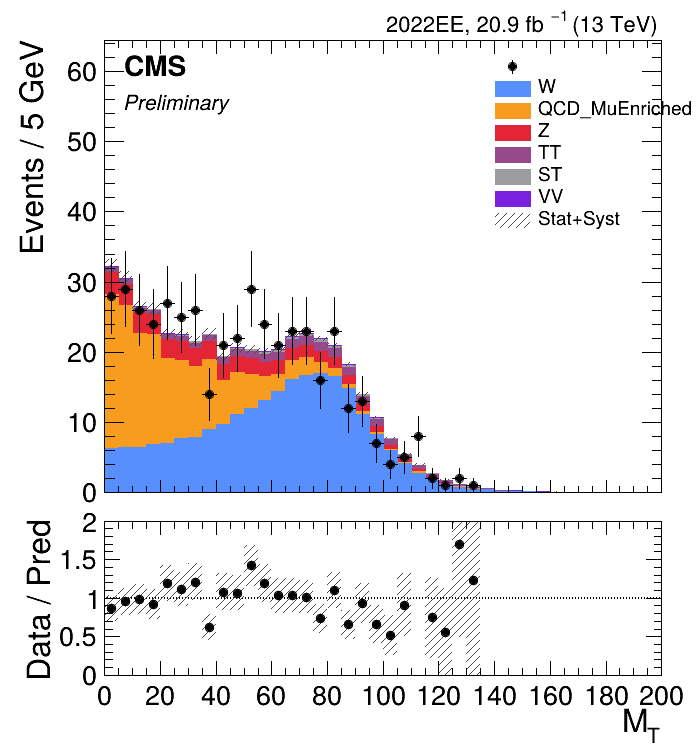 2022EE, 20.9 fb⁻¹ (13 TeV)
CMS
Preliminary
W
QCD_MuEnriched
Z
TT
ST
VV
Stat+Syst
Events / 5 GeV
60
50
40
30
20
10
0
Data / Pred
2
1.5
1
0.5
0
0 20 40 60 80 100 120 140 160 180 200
M_T